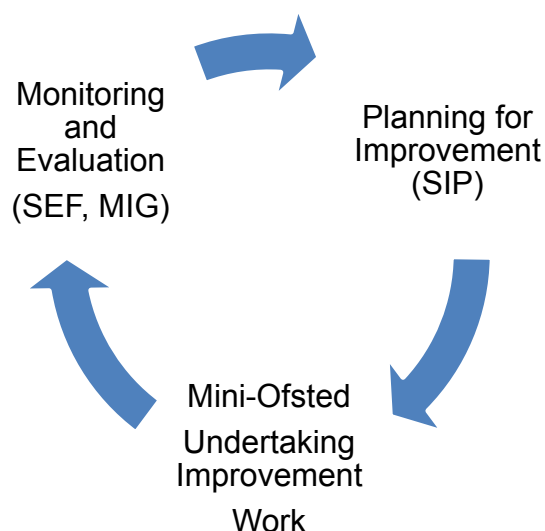 Monitoring
and
Evaluation
(SEF, MIG)
Planning for
Improvement
(SIP)
Mini-Ofsted
Undertaking
Improvement
Work